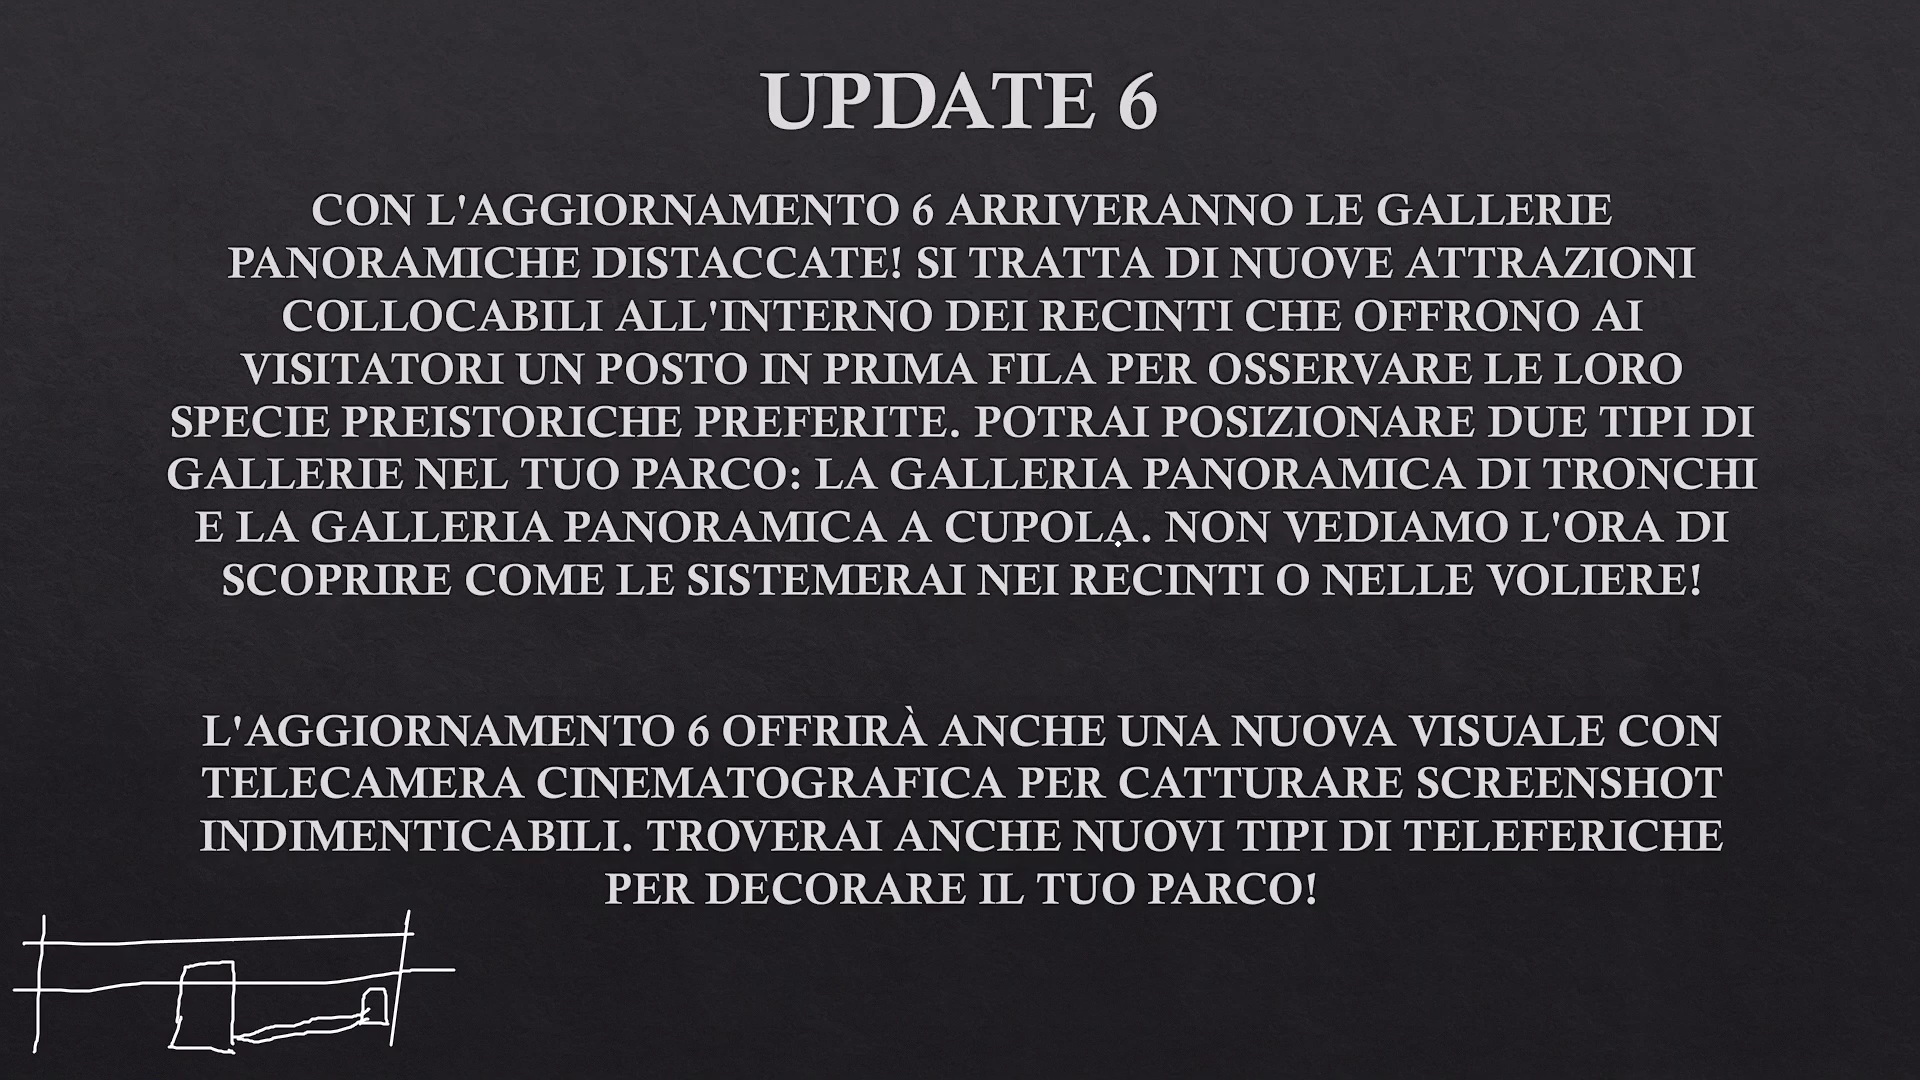 UPDATE 6
CON L'AGGIORNAMENTO 6 ARRIVERANNO LE GALLERIE
PANORAMICHE DISTACCATE! SI TRATTA DI NUOVE ATTRAZIONI
COLLOCABILI ALL'INTERNO DEI RECINTI CHE OFFRONO AI
VISITATORI UN POSTO IN PRIMA FILA PER OSSERVARE LE LORO
SPECIE PREISTORICHE PREFERITE. POTRAI POSIZIONARE DUE TIPI DI
GALLERIE NEL TUO PARCO: LA GALLERIA PANORAMICA DI TRONCHI
E LA GALLERIA PANORAMICA A CUPOLA. NON VEDIAMO L'ORA DI
SCOPRIRE COME LE SISTEMERAI NEI RECINTI O NELLE VOLIERE!
L'AGGIORNAMENTO 6 OFFRIRÀ ANCHE UNA NUOVA VISUALE CON
TELECAMERA CINEMATOGRAFICA PER CATTURARE SCREENSHOT
INDIMENTICABILI. TROVERAI ANCHE NUOVI TIPI DI TELEFERICHE
PER DECORARE IL TUO PARCO!